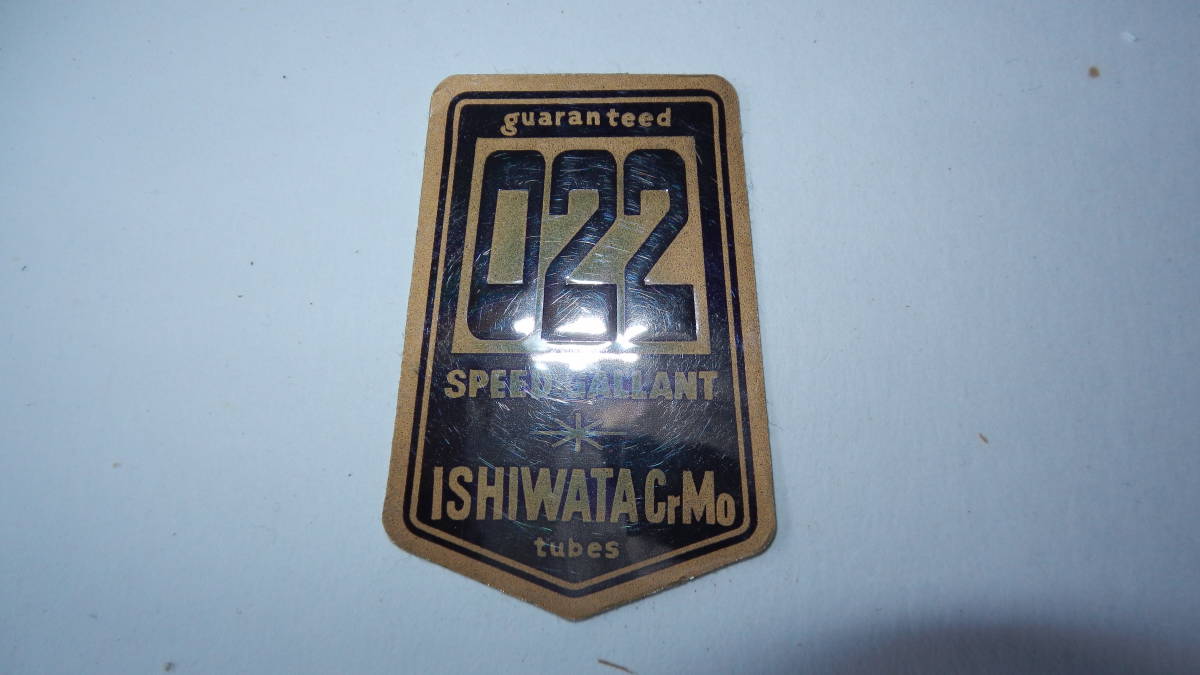 guaranteed
022
SPEED GALLANT
ISHIWATA CrMo
tubes